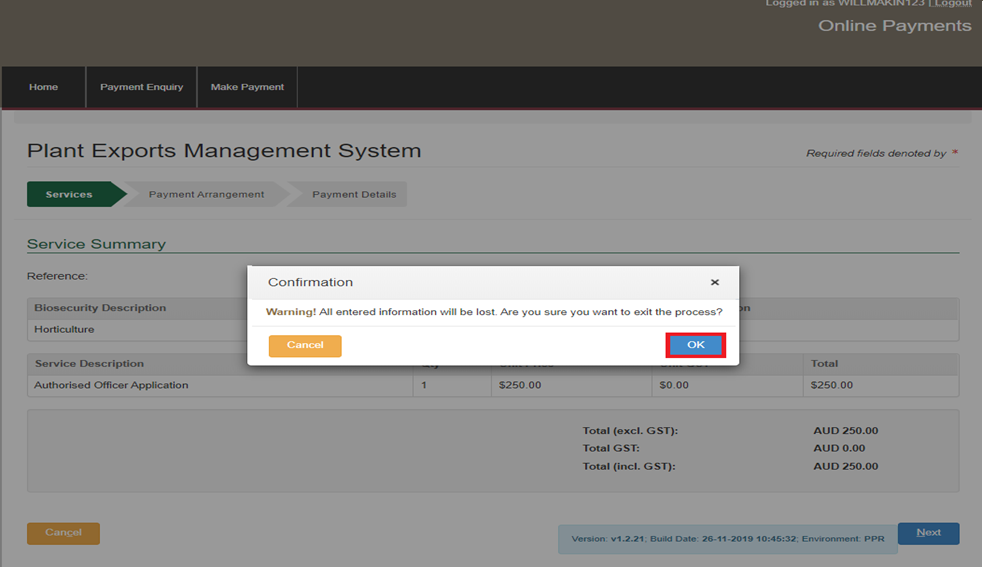 Logged in as WILLMAKIN123 | Logout
Online Payments
Home Payment Enquiry Make Payment
Plant Exports Management System
Required fields denoted by *
Services Payment Arrangement Payment Details
Service Summary
Reference:
Confirmation ×
Biosecurity Description
Warning! All entered information will be lost. Are you sure you want to exit the process?
Horticulture
Cancel OK
Service Description Total
Authorised Officer Application 1 $250.00 $0.00 $250.00
Total (excl. GST): AUD 250.00
Total GST: AUD 0.00
Total (incl. GST): AUD 250.00
Cancel Next
Version: v1.2.21; Build Date: 26-11-2019 10:45:32; Environment: PPR